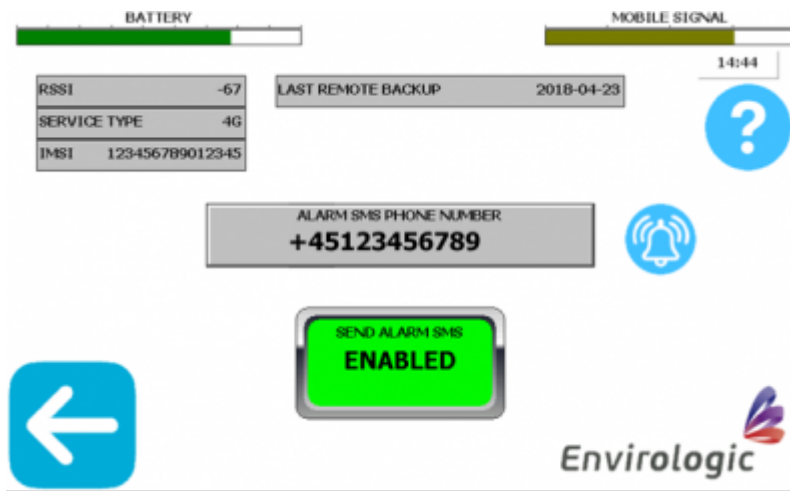 BATTERY
MOBILE SIGNAL
14:44
RSSI -67
LAST REMOTE BACKUP 2018-04-23
SERVICE TYPE 4G
IMSI 123456789012345
?
ALARM SMS PHONE NUMBER
+45123456789
SEND ALARM SMS
ENABLED
Envirologic